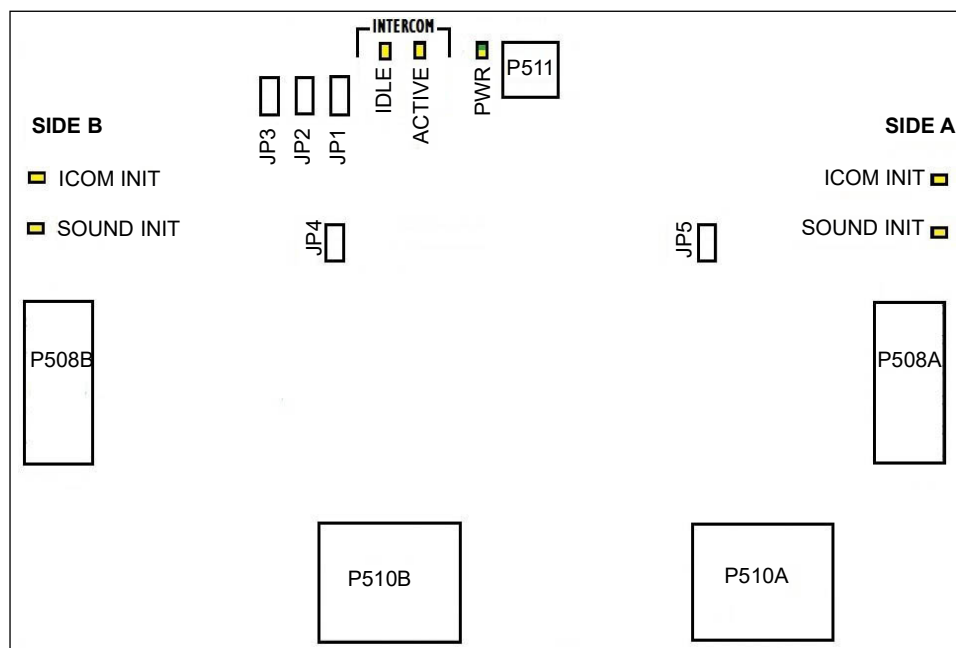 INTERCOM
IDLE
ACTIVE
PWR
P511
JP3
JP2
JP1
SIDE B
SIDE A
ICOM INIT
ICOM INIT
SOUND INIT
SOUND INIT
JP4
JP5
P508B
P508A
P510B
P510A